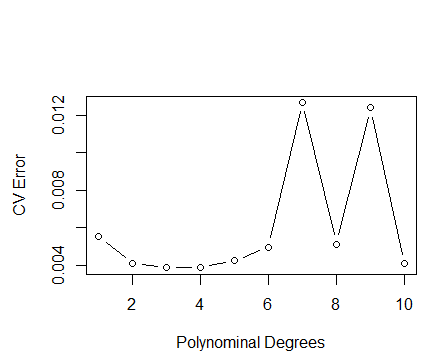 CV Error
0.012
0.008
0.004
2 4 6 8 10
Polynominal Degrees